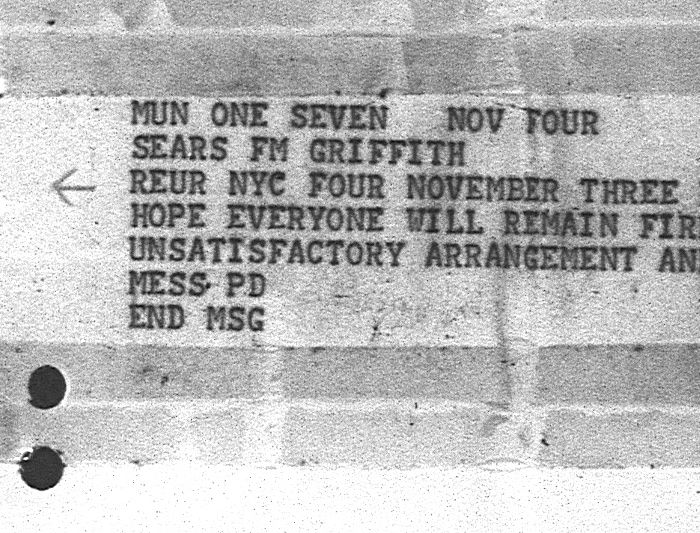 MUN ONE SEVEN NOV FOUR
SEARS FM GRIFFITH
REUR NYC FOUR NOVEMBER THREE
HOPE EVERYONE WILL REMAIN
UNSATISFACTORY ARRANGEMENT
MESS PD
END MSG